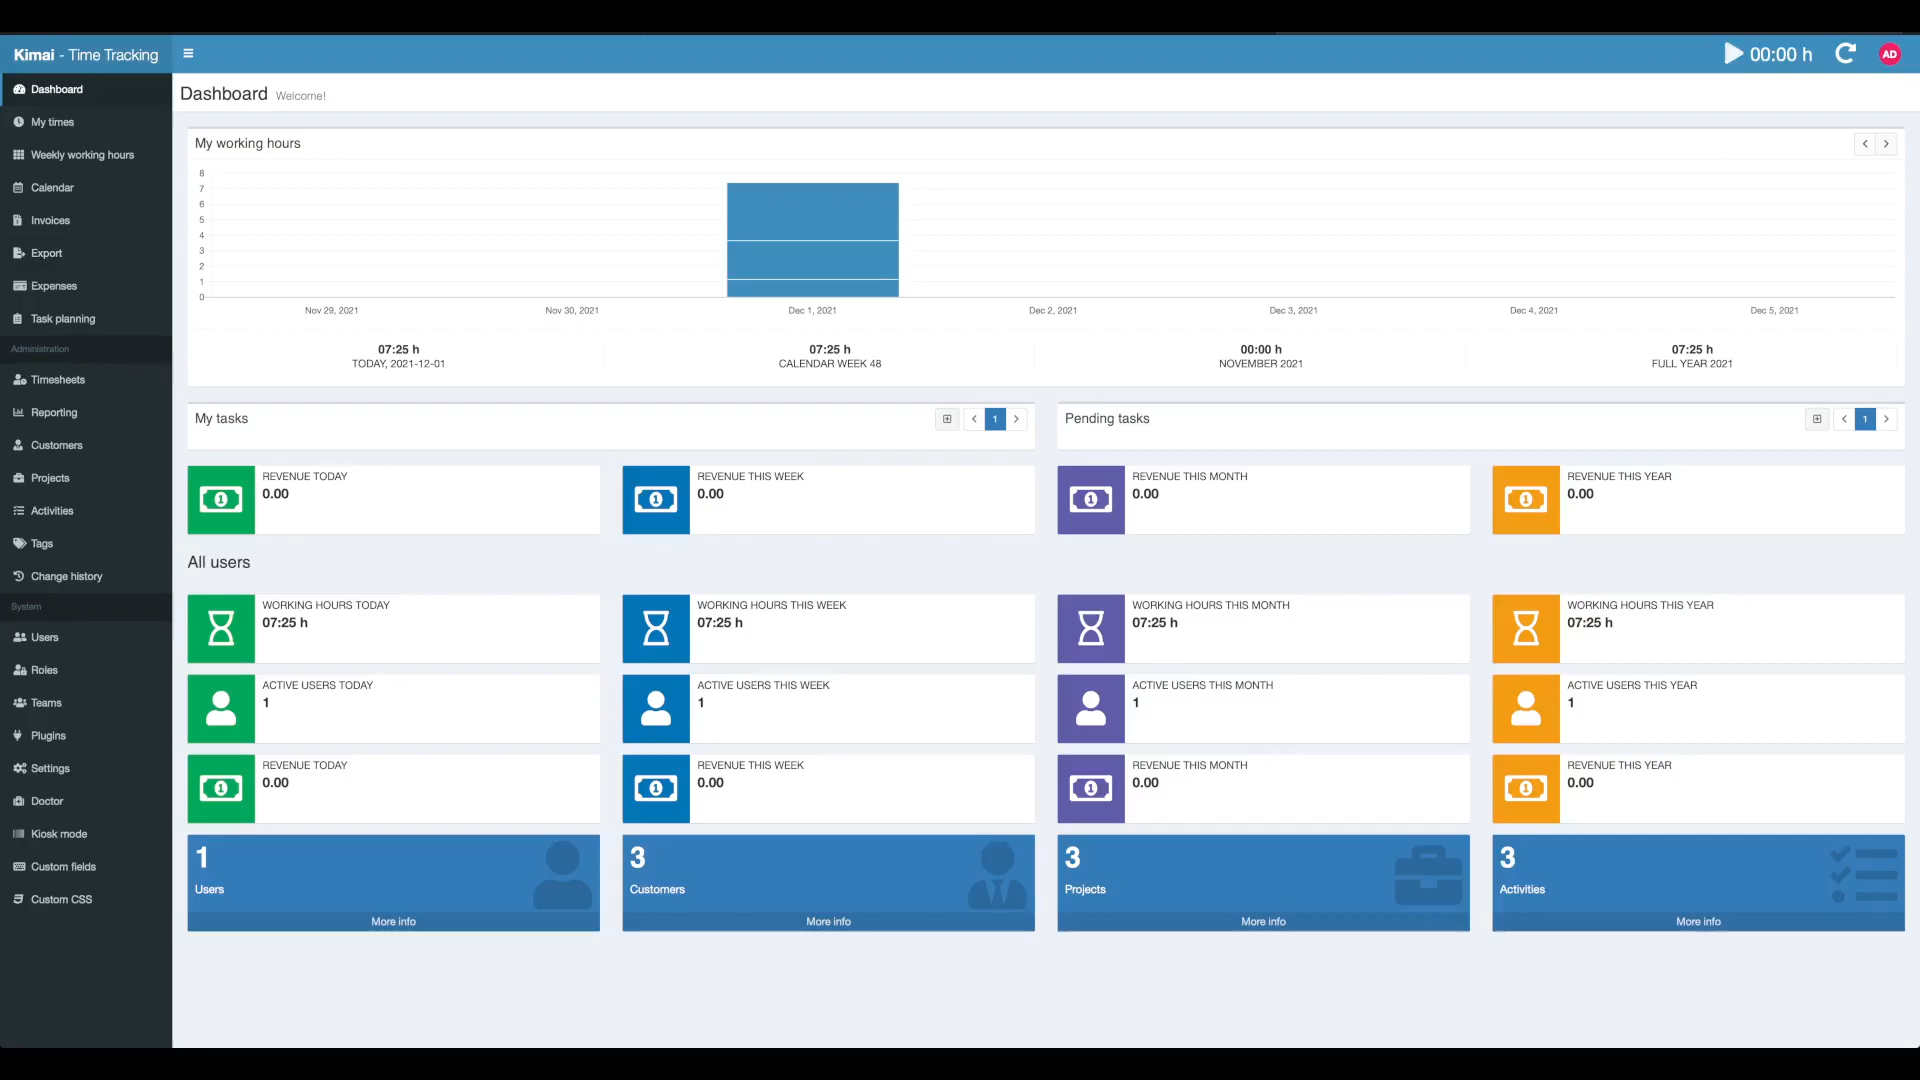 Kimai - Time Tracking
00:00 h
AD
Dashboard
My times
Weekly working hours
Calendar
Invoices
Export
Expenses
Task planning
Administration
Timesheets
Reporting
Customers
Projects
Activities
Tags
Change history
System
Users
Roles
Teams
Plugins
Settings
Doctor
Kiosk mode
Custom fields
Custom CSS
Dashboard Welcome!
My working hours
8
7
6
5
4
3
2
1
0
Nov 29, 2021 Nov 30, 2021 Dec 1, 2021 Dec 2, 2021 Dec 3, 2021 Dec 4, 2021 Dec 5, 2021
07:25 h 07:25 h 00:00 h 07:25 h
TODAY, 2021-12-01 CALENDAR WEEK 48 NOVEMBER 2021 FULL YEAR 2021
My tasks 1 Pending tasks 1
REVENUE TODAY REVENUE THIS WEEK REVENUE THIS MONTH REVENUE THIS YEAR
0.00 0.00 0.00 0.00
All users
WORKING HOURS TODAY WORKING HOURS THIS WEEK WORKING HOURS THIS MONTH WORKING HOURS THIS YEAR
07:25 h 07:25 h 07:25 h 07:25 h
ACTIVE USERS TODAY ACTIVE USERS THIS WEEK ACTIVE USERS THIS MONTH ACTIVE USERS THIS YEAR
1 1 1 1
REVENUE TODAY REVENUE THIS WEEK REVENUE THIS MONTH REVENUE THIS YEAR
0.00 0.00 0.00 0.00
1 3 3 3
Users Customers Projects Activities
More info More info More info More info